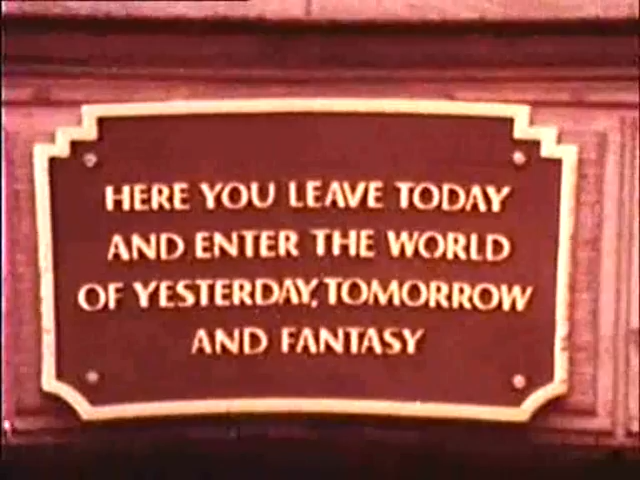 HERE YOU LEAVE TODAY
AND ENTER THE WORLD
OF YESTERDAY, TOMORROW
AND FANTASY